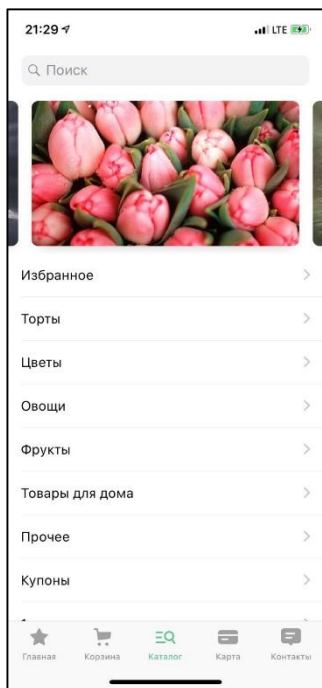 21:29
LTE
Поиск
Избранное
Торты
Цветы
Овощи
Фрукты
Товары для дома
Прочее
Купоны
Главная Корзина Каталог Карта Контакты